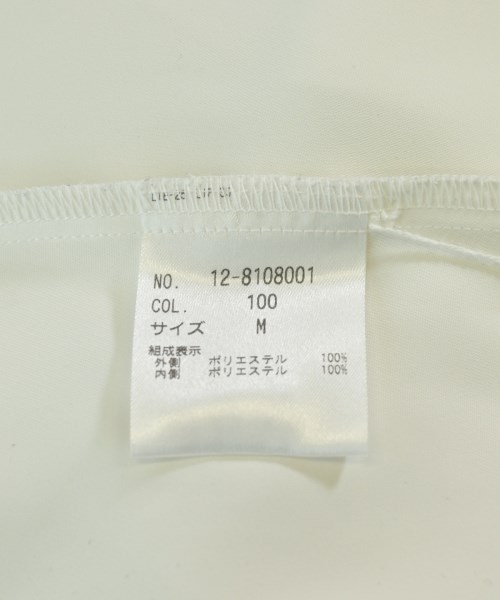 NO. 12-8108001
COL. 100
サイズ M
組成表示
外側 ポリエステル 100%
内側 ポリエステル 100%